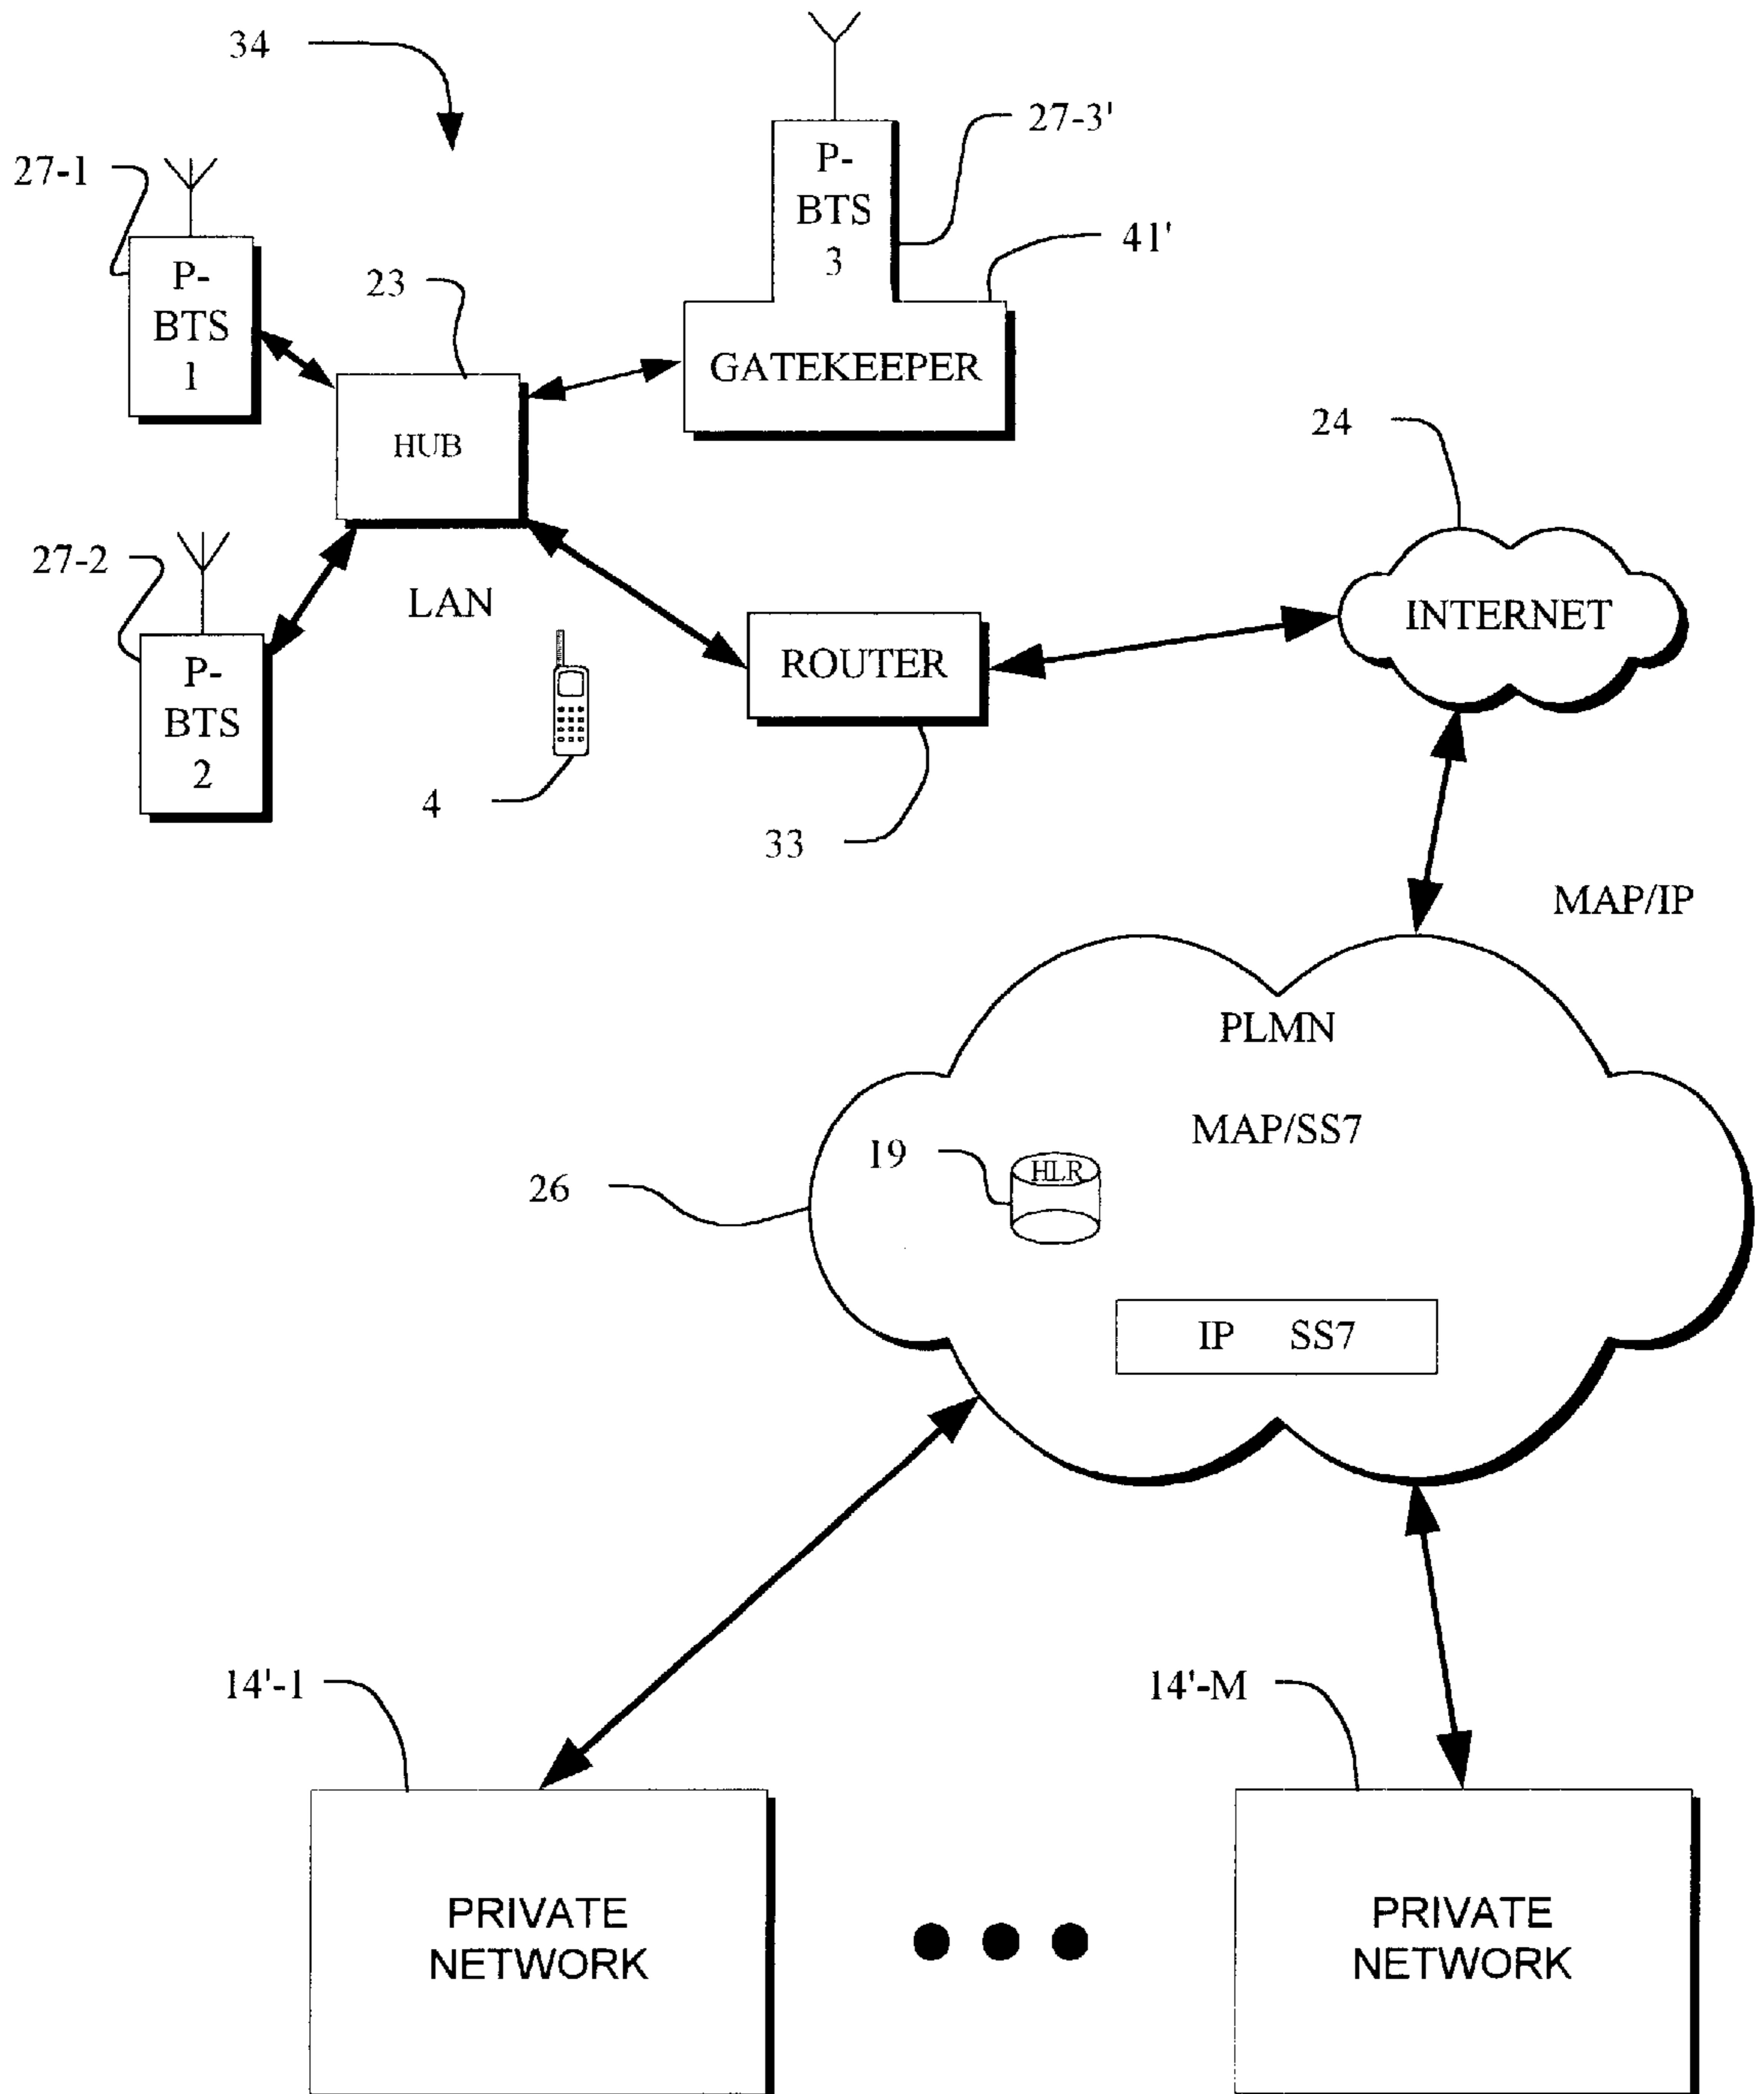 34
27-3'
P-
BTS
3
27-1
41'
P-
BTS
1
23
GATEKEEPER
HUB
24
27-2
LAN
INTERNET
P-
BTS
2
ROUTER
4
33
MAP/IP
PLMN
MAP/SS7
19
HLR
26
IP SS7
14'-1
14'-M
PRIVATE
NETWORK
PRIVATE
NETWORK